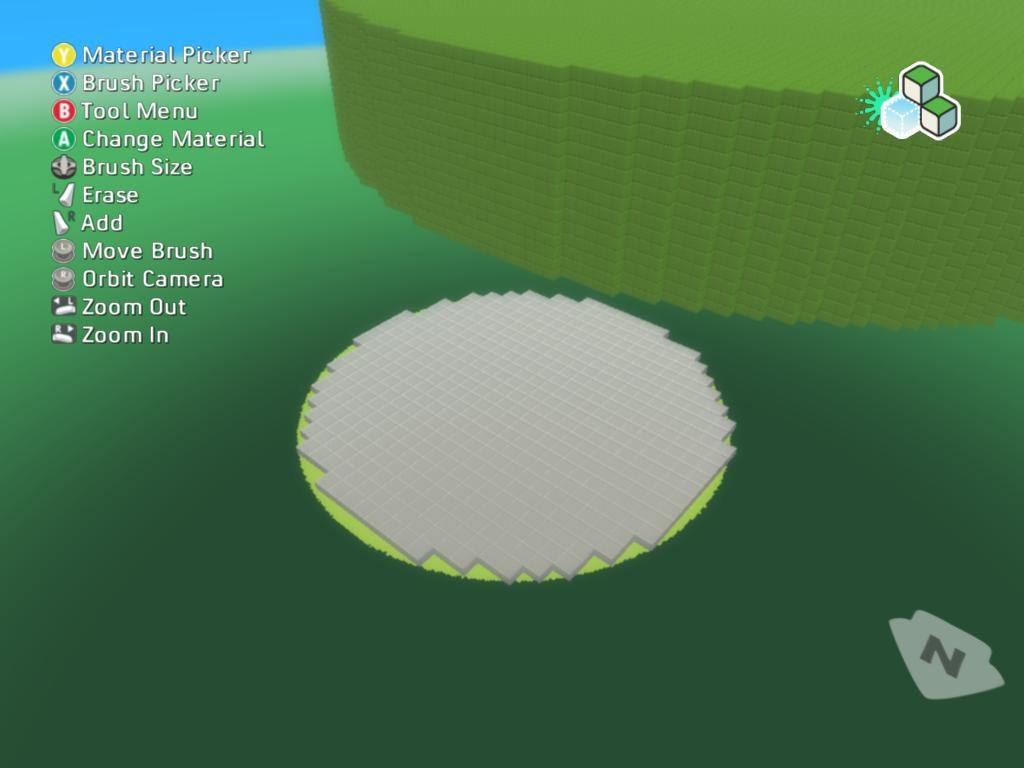 Y Material Picker
X Brush Picker
B Tool Menu
A Change Material
Brush Size
L Erase
R Add
L Move Brush
R Orbit Camera
L Zoom Out
R Zoom In
N